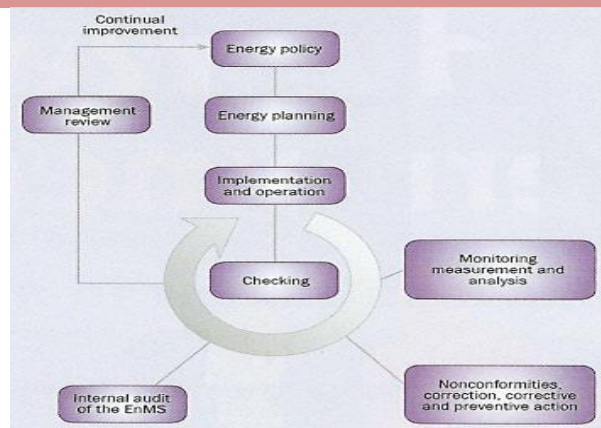 Continual
improvement
Energy policy
Management
review
Energy planning
Implementation
and operation
Checking
Monitoring
measurement and
analysis
Internal audit
of the EnMS
Nonconformities,
correction, corrective
and preventive action